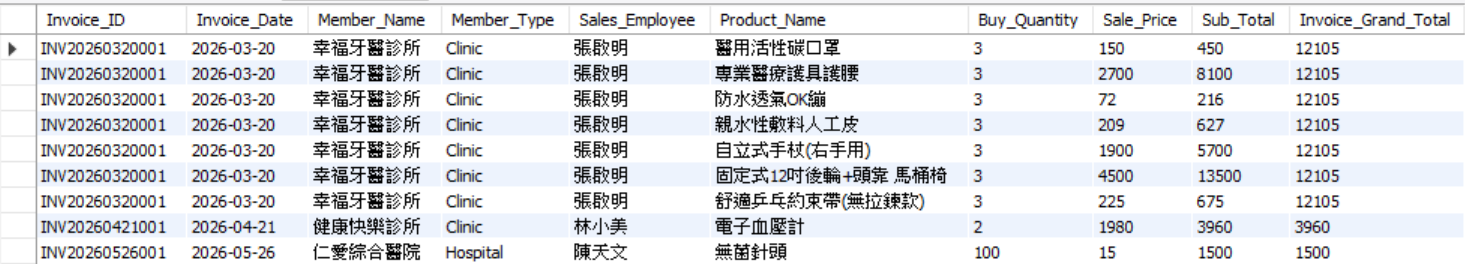 Invoice_ID Invoice_Date Member_Name Member_Type Sales_Employee Product_Name Buy_Quantity Sale_Price Sub_Total Invoice_Grand_Total
INV20260320001 2026-03-20 幸福牙醫診所 Clinic 張啟明 醫用活性碳口罩 3 150 450 12105
INV20260320001 2026-03-20 幸福牙醫診所 Clinic 張啟明 專業醫療護具護腰 3 2700 8100 12105
INV20260320001 2026-03-20 幸福牙醫診所 Clinic 張啟明 防水透氣OK繃 3 72 216 12105
INV20260320001 2026-03-20 幸福牙醫診所 Clinic 張啟明 親水性敷料人工皮 3 209 627 12105
INV20260320001 2026-03-20 幸福牙醫診所 Clinic 張啟明 自立式手杖(右手用) 3 1900 5700 12105
INV20260320001 2026-03-20 幸福牙醫診所 Clinic 張啟明 固定式12吋後輪+頭靠 馬桶椅 3 4500 13500 12105
INV20260320001 2026-03-20 幸福牙醫診所 Clinic 張啟明 舒適乒乓約束帶(無拉鍊款) 3 225 675 12105
INV20260421001 2026-04-21 健康快樂診所 Clinic 林小美 電子血壓計 2 1980 3960 3960
INV20260526001 2026-05-26 仁愛綜合醫院 Hospital 陳天文 無菌針頭 100 15 1500 1500